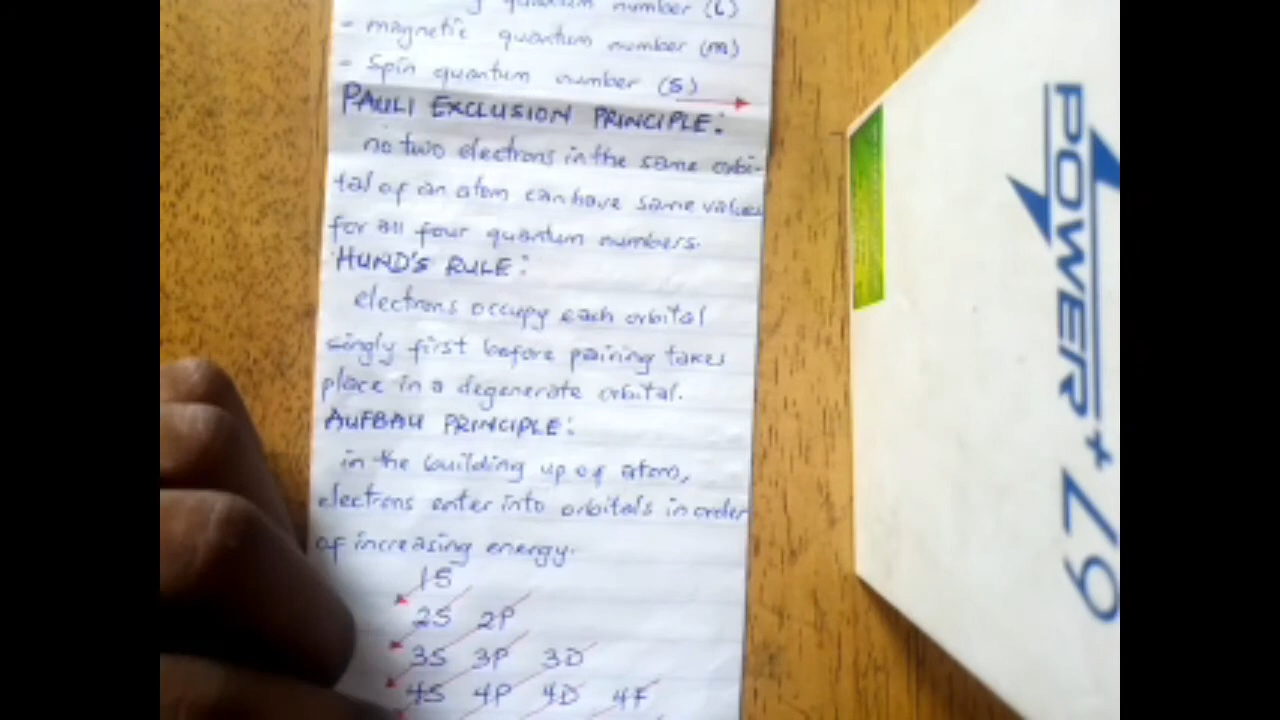 quantum number (L)
- magnetic quantum number (m)
- Spin quantum number (S)
PAULI EXCLUSION PRINCIPLE:
no two electrons in the same orbi-
tal of an atom can have same values
for all four quantum numbers.
HUND'S RULE:
electrons occupy each orbital
singly first before pairing takes
place in a degenerate orbital.
AUFBAU PRINCIPLE:
in the building up of atom,
electrons enter into orbitals in order
of increasing energy.
1S
2S 2P
3S 3P 3D
4S 4P 4D 4F
POWER+ L9